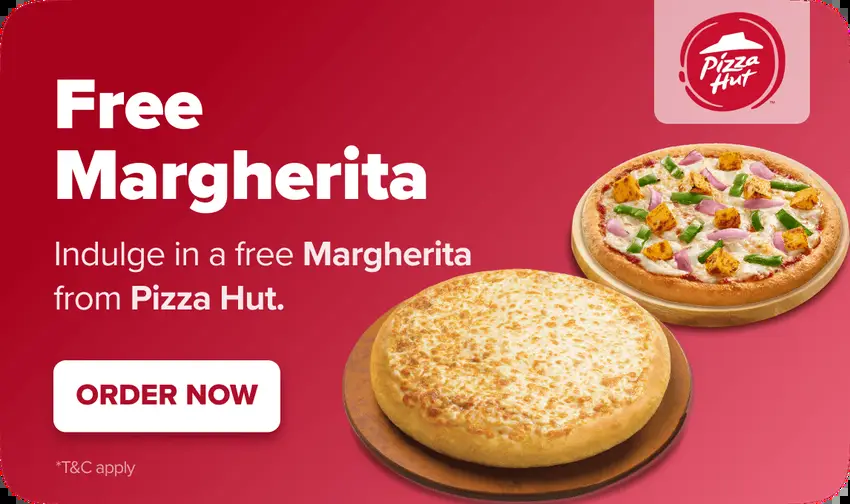 Pizza
Hut
Free
Margherita
Indulge in a free Margherita
from Pizza Hut.
ORDER NOW
*T&C apply